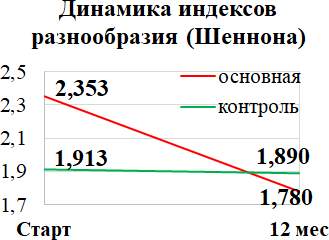 Динамика индексов
разнообразия (Шеннона)
2,5
2,3
2,1
1,9
1,7
основная
контроль
2,353
1,913
1,890
1,780
Старт
12 мес